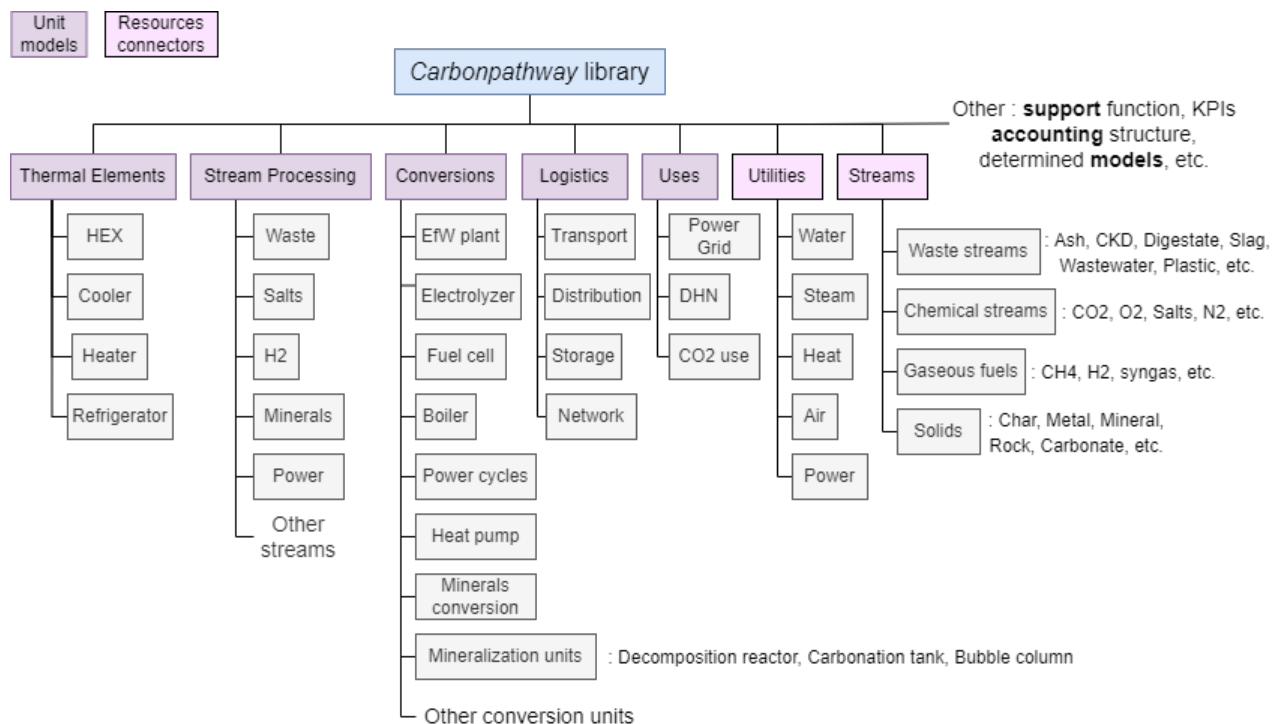 Unit
models
Resources
connectors
Carbonpathway library
Other : support function, KPIs
accounting structure,
determined models, etc.
Thermal Elements
HEX
Cooler
Heater
Refrigerator
Stream Processing
Waste
Salts
H2
Minerals
Power
Other
streams
Conversions
EfW plant
Electrolyzer
Fuel cell
Boiler
Power cycles
Heat pump
Minerals
conversion
Mineralization units
: Decomposition reactor, Carbonation tank, Bubble column
Other conversion units
Logistics
Transport
Distribution
Storage
Network
Uses
Power
Grid
DHN
CO2 use
Utilities
Water
Steam
Heat
Air
Power
Streams
Waste streams
: Ash, CKD, Digestate, Slag,
Wastewater, Plastic, etc.
Chemical streams
: CO2, O2, Salts, N2, etc.
Gaseous fuels
: CH4, H2, syngas, etc.
Solids
: Char, Metal, Mineral,
Rock, Carbonate, etc.